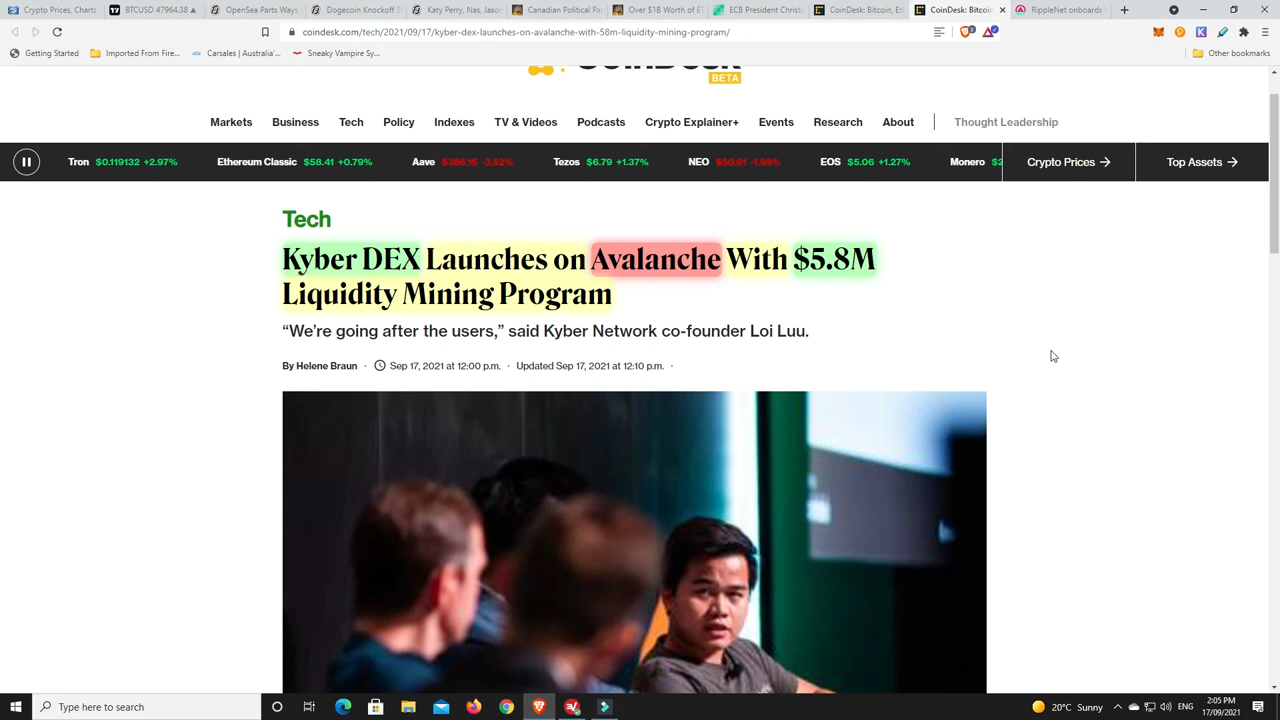 Crypto Prices, Charts
BTCUSD 47964.38
OpenSea Parts Ways
Dogecoin Knockoff S
Katy Perry, Nas, Jason
Canadian Political Pa
Over $1B Worth of E
ECB President Christ
CoinDesk: Bitcoin, Eth
CoinDesk: Bitcoin,
RippleNet onboards
coindesk.com/tech/2021/09/17/kyber-dex-launches-on-avalanche-with-58m-liquidity-mining-program/
Getting Started
Imported From Fire...
Carsales | Australia'...
Sneaky Vampire Sy...
Other bookmarks
BETA
Markets Business Tech Policy Indexes TV & Videos Podcasts Crypto Explainer+ Events Research About Thought Leadership
Tron $0.119132 +2.97% Ethereum Classic $58.41 +0.79% Aave $386.15 -3.52% Tezos $6.79 +1.37% NEO -1.98% EOS $5.06 +1.27% Monero Crypto Prices → Top Assets →
Tech
Kyber DEX Launches on Avalanche With $5.8M
Liquidity Mining Program
“We’re going after the users,” said Kyber Network co-founder Loi Luu.
By Helene Braun · Sep 17, 2021 at 12:00 p.m. · Updated Sep 17, 2021 at 12:10 p.m. ·
Type here to search
20°C Sunny
ENG
2:05 PM
17/09/2021